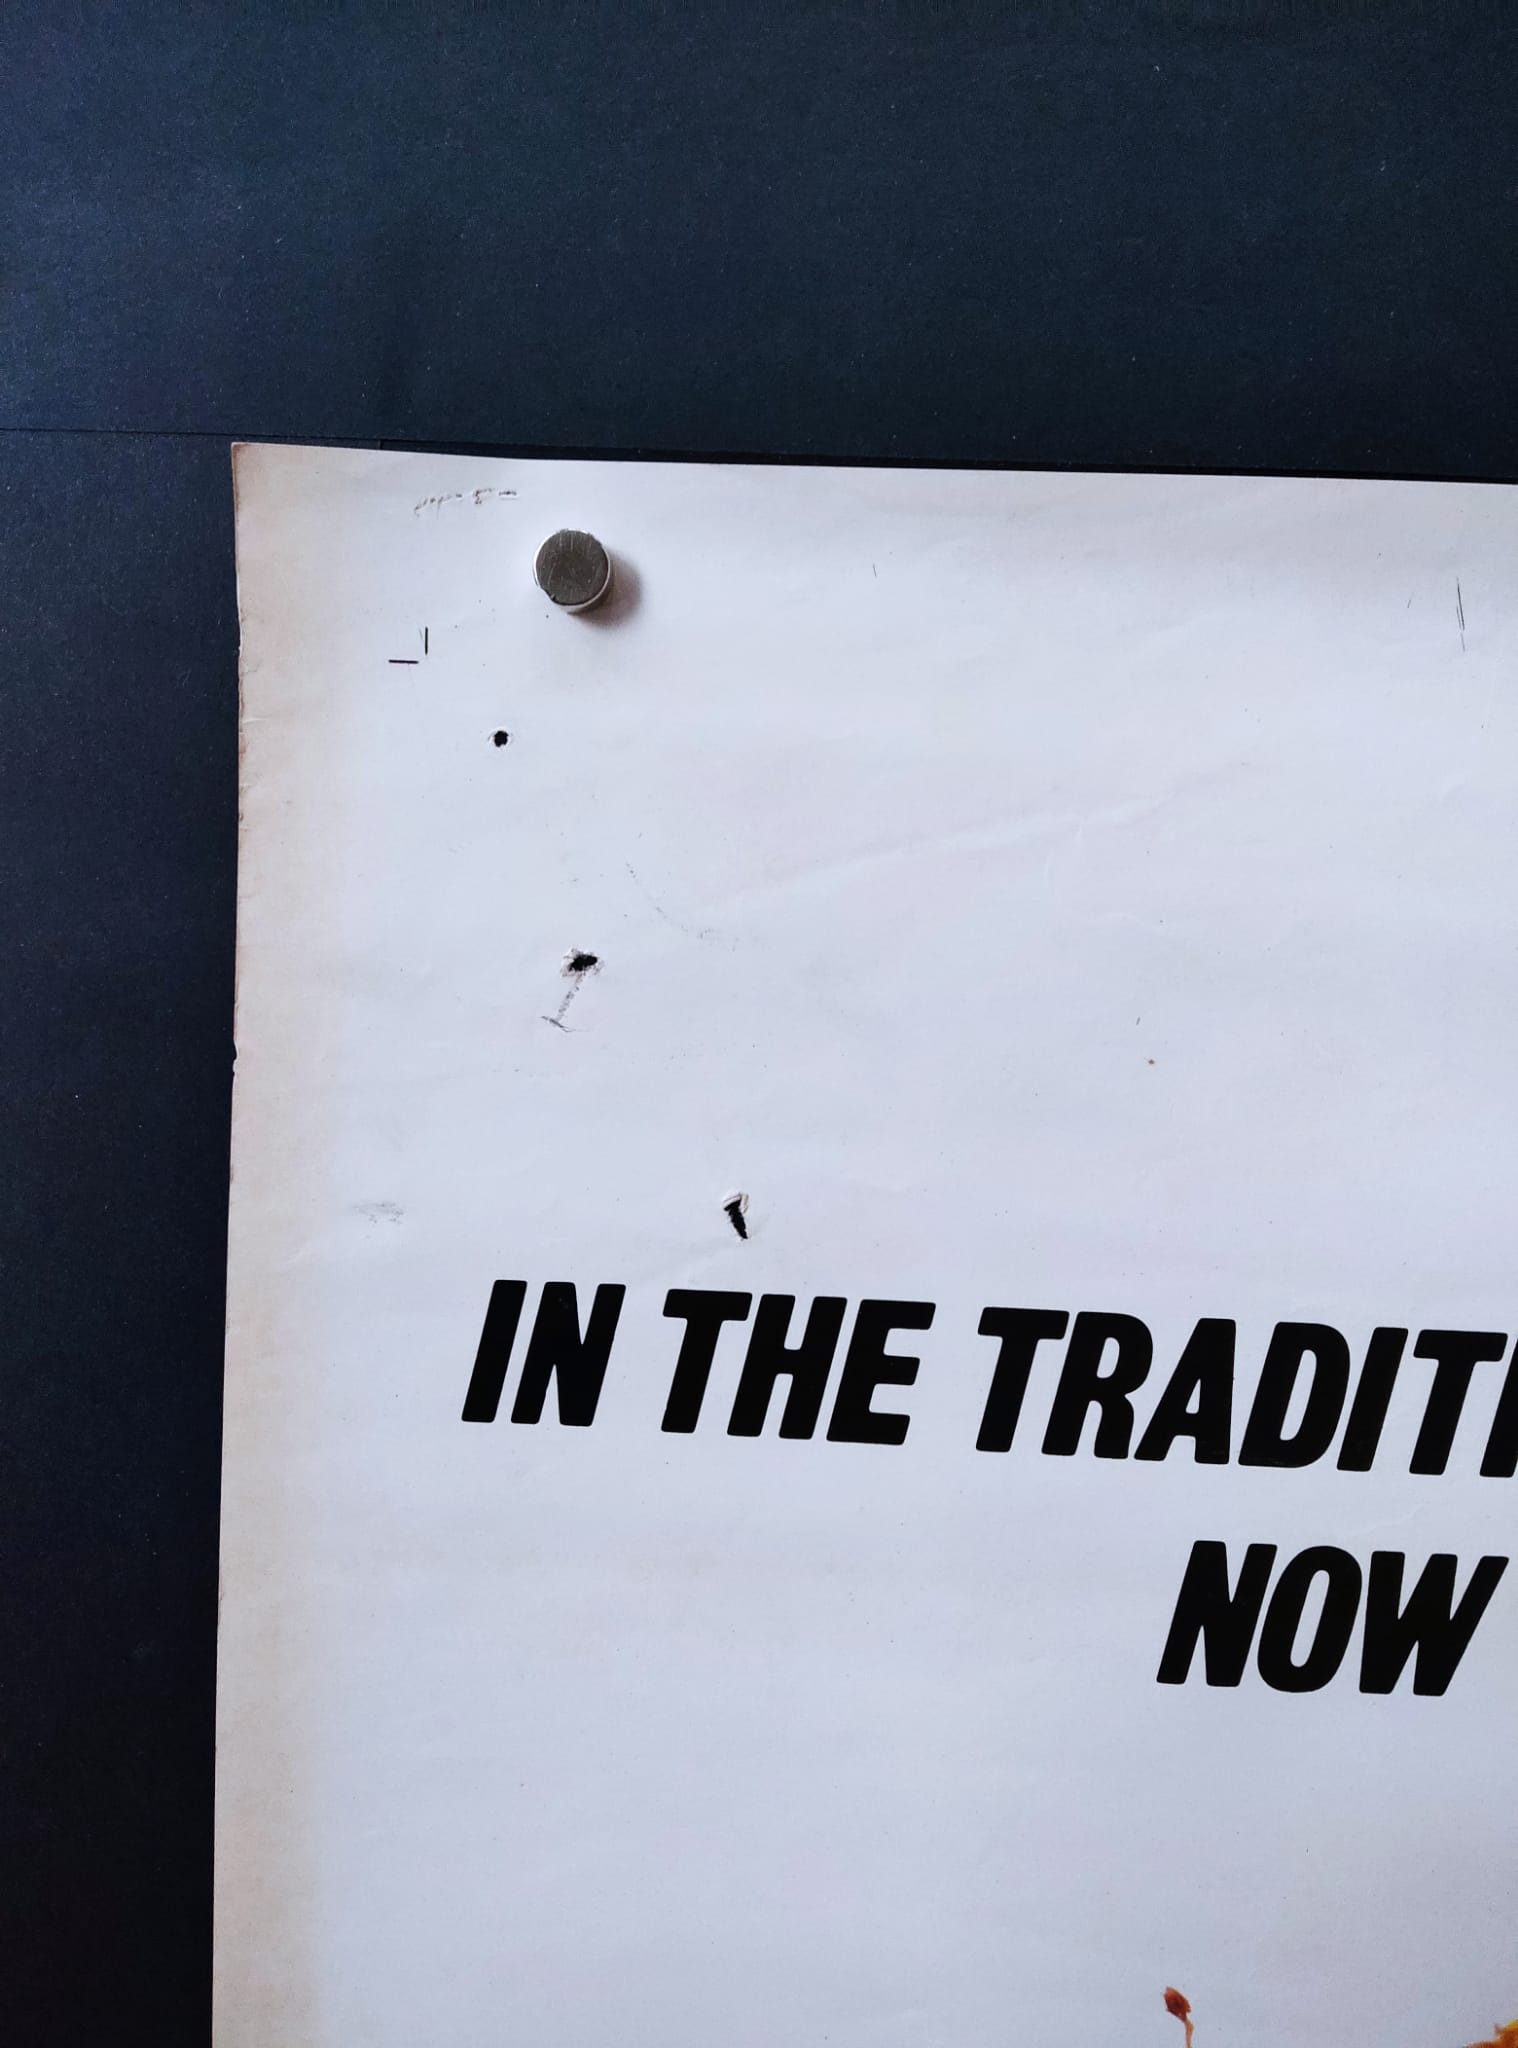 IN THE TRADITI
NOW